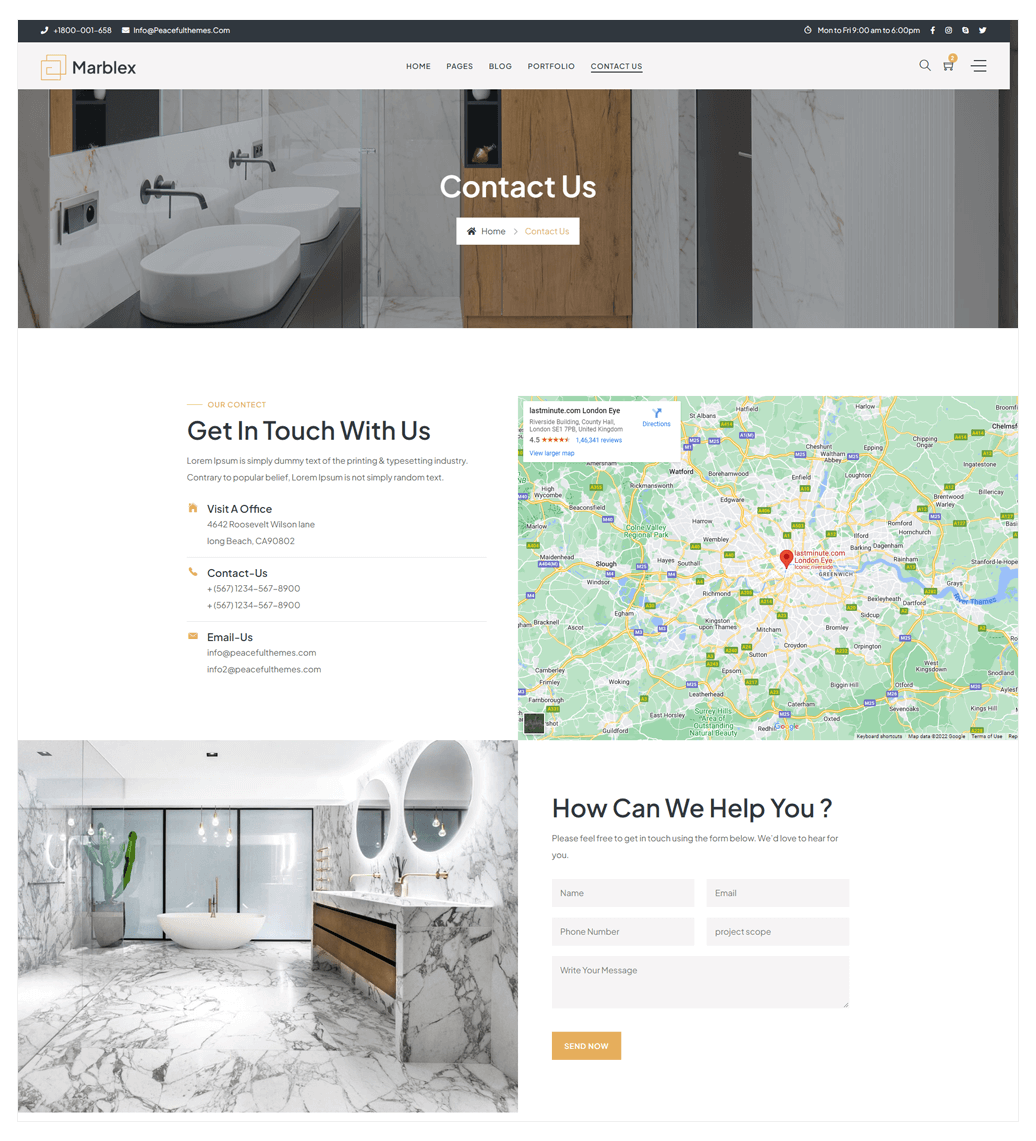 +1800-001-658 Info@Peacefulthemes.Com Mon to Fri 9:00 am to 6:00pm
Marblex HOME PAGES BLOG PORTFOLIO CONTACT US
Contact Us
Home Contact Us
OUR CONTECT
Get In Touch With Us
Lorem Ipsum is simply dummy text of the printing & typesetting industry.
Contrary to popular belief, Lorem Ipsum is not simply random text.
Visit A Office
4642 Roosevelt Wilson lane
long Beach, CA90802
Contact-Us
+ (567) 1234-567-8900
+ (567) 1234-567-8900
Email-Us
info@peacefulthemes.com
info2@peacefulthemes.com
lastminute.com London Eye
Riverside Building, County Hall,
London SE1 7PB, United Kingdom
Directions
4.5 1,46,341 reviews
View larger map
St Albans
Hatfield
Harlow
Cheshunt
Waltham
Abbey
Epping
Chipping
Ongar
Ingatestone
Amersham
Watford
Borehamwood
Enfield
Loughton
Brentwood
Warley
Billericay
High
Wycombe
Beaconsfield
Rickmansworth
Edgware
Marlow
Colne Valley
Regional Park
Harrow
Wembley
Romford
Hornchurch
Ilford
Barking
Dagenham
Rainham
Maidenhead
Slough
Hayes
Southall
Windsor
lastminute.com
London Eye
Iconic riverside
GREENWICH
Grays
Stanford-le-Hope
Richmond
Bexleyheath
Dartford
River Thames
Egham
Bracknell
Ascot
Kingston
upon Thames
Mitcham
Bromley
Sidcup
Croydon
Orpington
Sutton
Epsom
Camberley
Frimley
Farnborough
Woking
Leatherhead
Biggin Hill
Otford
West
Kingsdown
Snodland
Aylesf
Sevenoaks
Kings Hill
Caterham
Oxted
Redhill
East Horsley
Surrey Hills
Area of
Outstanding
Natural Beauty
Guildford
Google
Keyboard shortcuts Map data ©2022 Google Terms of Use Rep
How Can We Help You ?
Please feel free to get in touch using the form below. We'd love to hear for
you.
Name Email
Phone Number project scope
Write Your Message
SEND NOW